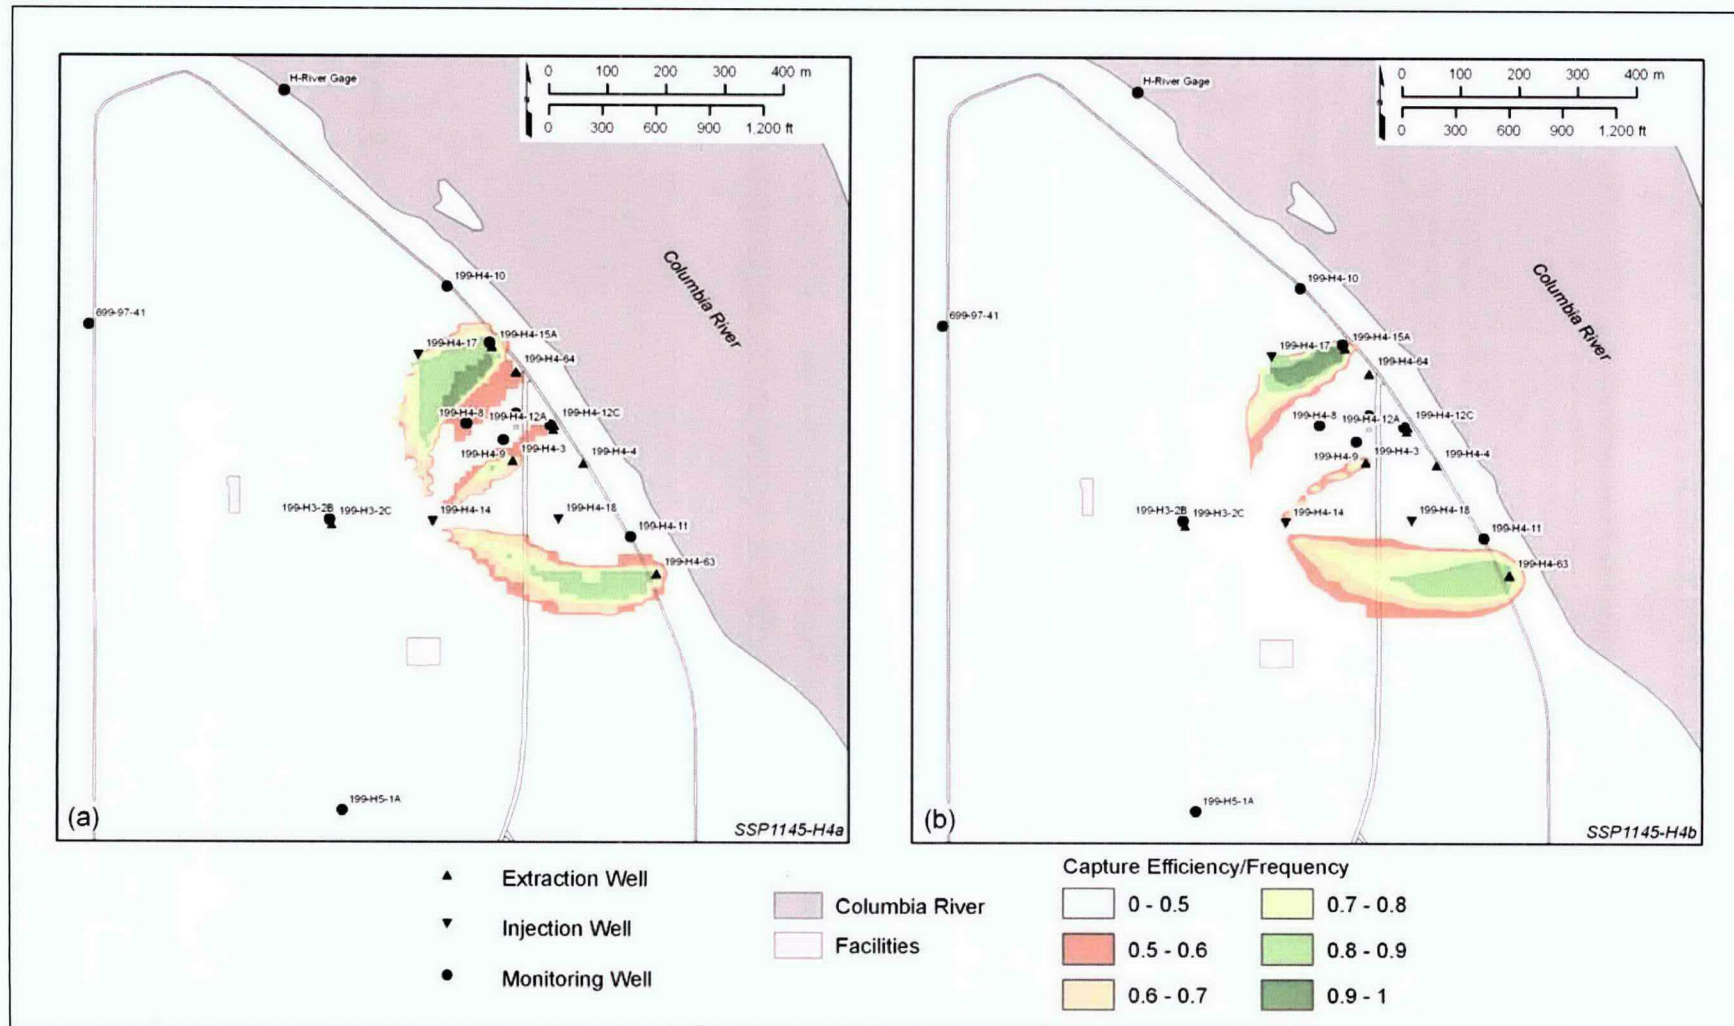 H-River Gage
0 100 200 300 400 m
0 300 600 900 1,200 ft
Columbia River
199-H4-10
699-97-41
199-H4-15A
199-H4-17
199-H4-64
199-H4-8
199-H4-12A
199-H4-12C
199-H4-9
199-H4-3
199-H4-4
199-H3-2B
199-H3-2C
199-H4-14
199-H4-18
199-H4-11
199-H4-63
199-H5-1A
(a)
SSP1145-H4a
H-River Gage
0 100 200 300 400 m
0 300 600 900 1,200 ft
Columbia River
199-H4-10
699-97-41
199-H4-15A
199-H4-17
199-H4-64
199-H4-8
199-H4-12A
199-H4-12C
199-H4-9
199-H4-3
199-H4-4
199-H3-2B
199-H3-2C
199-H4-14
199-H4-18
199-H4-11
199-H4-63
199-H5-1A
(b)
SSP1145-H4b
Extraction Well
Injection Well
Monitoring Well
Columbia River
Facilities
Capture Efficiency/Frequency
0 - 0.5
0.5 - 0.6
0.6 - 0.7
0.7 - 0.8
0.8 - 0.9
0.9 - 1